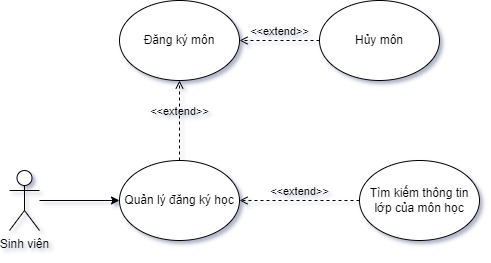 Đăng ký môn
<<extend>>
Hủy môn
<<extend>>
Sinh viên
Quản lý đăng ký học
<<extend>>
Tìm kiếm thông tin
lớp của môn học